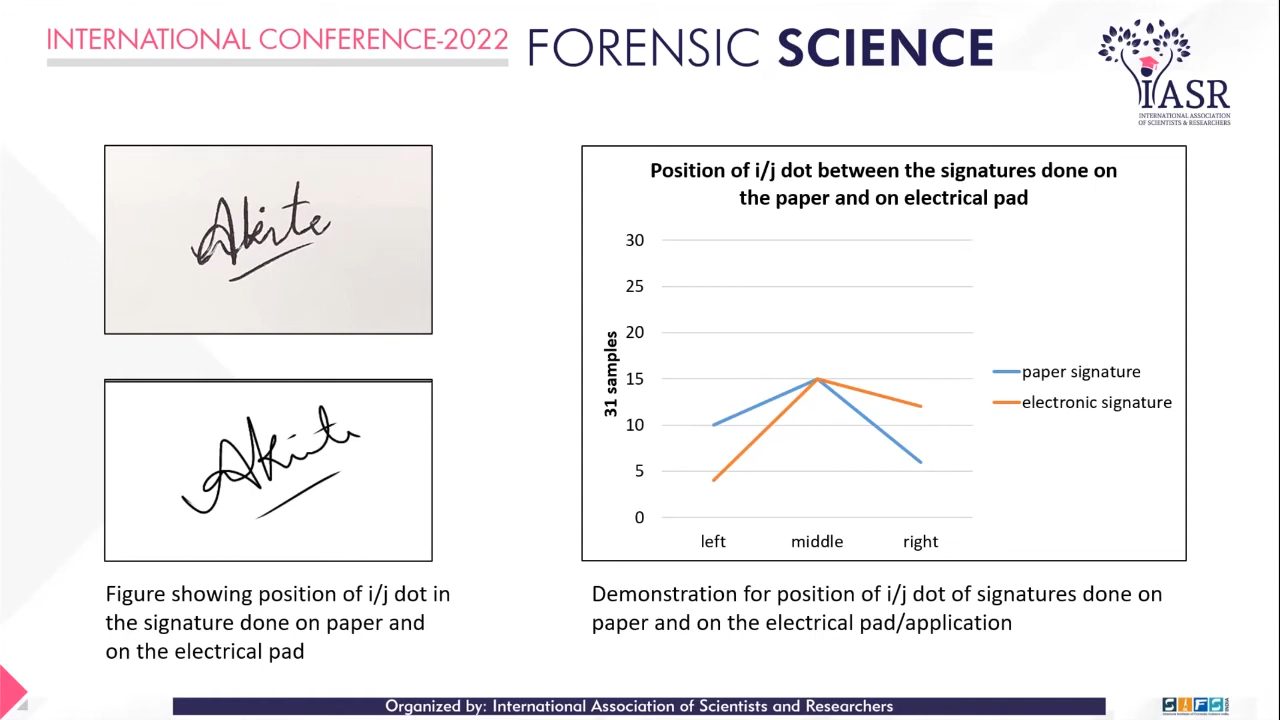 INTERNATIONAL CONFERENCE-2022
FORENSIC SCIENCE
IASR
INTERNATIONAL ASSOCIATION
OF SCIENTISTS & RESEARCHERS
Akite
Akite
Figure showing position of i/j dot in
the signature done on paper and
on the electrical pad
Position of i/j dot between the signatures done on
the paper and on electrical pad
31 samples
30
25
20
15
10
5
0
left middle right
paper signature
electronic signature
Demonstration for position of i/j dot of signatures done on
paper and on the electrical pad/application
Organized by: International Association of Scientists and Researchers
SIFS
INDIA